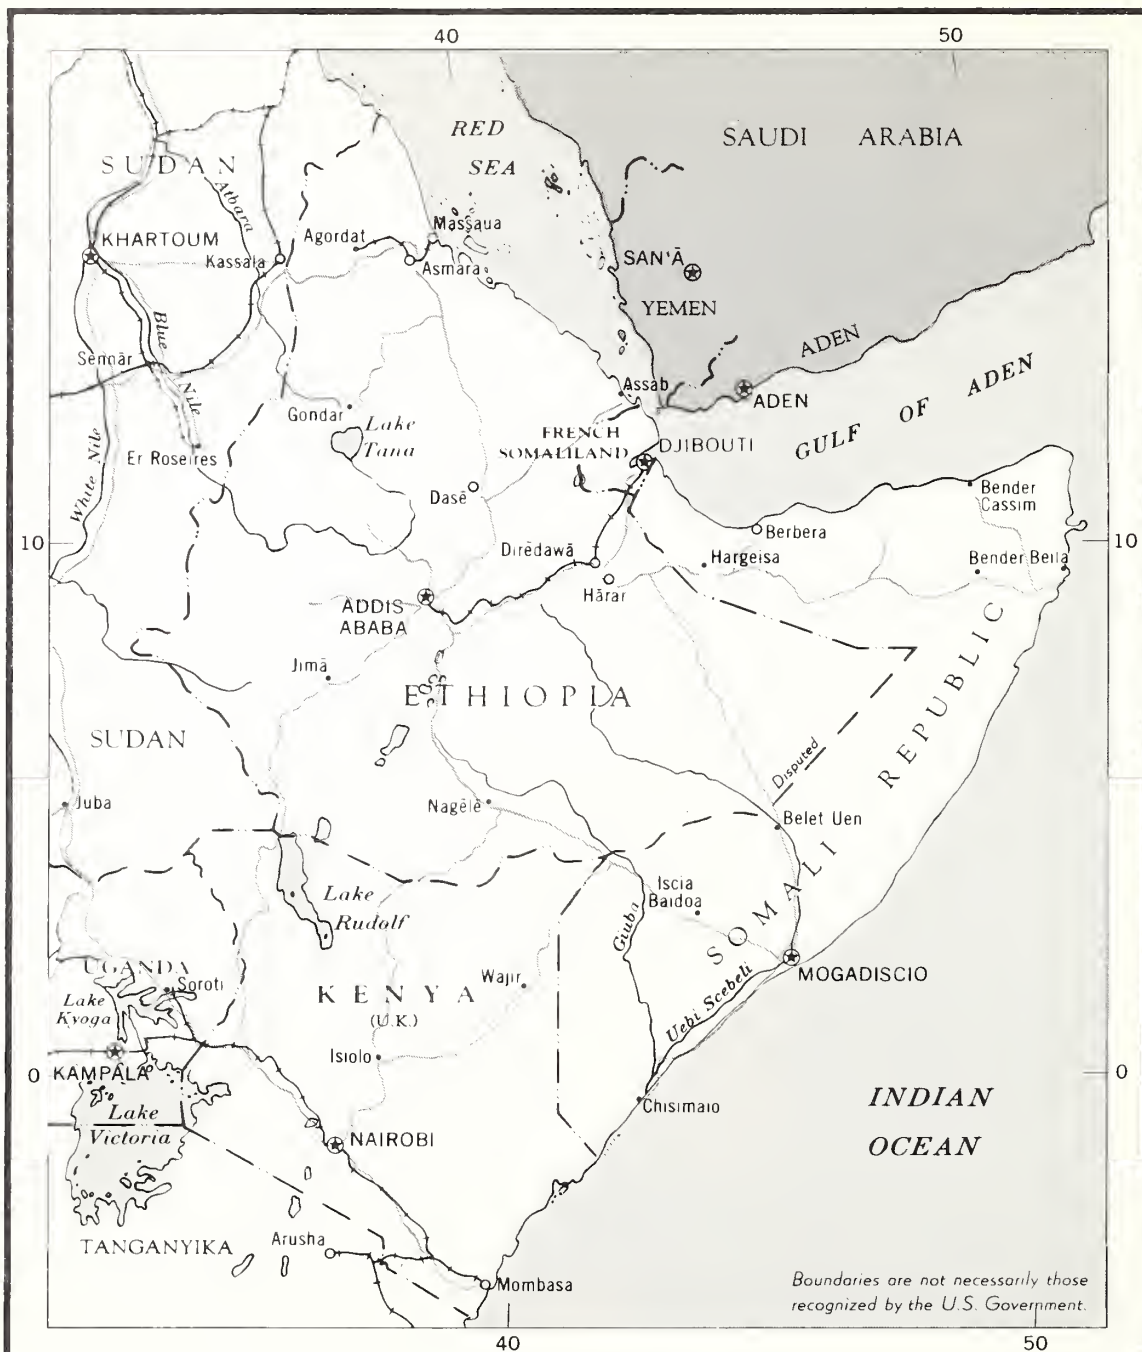 40
50
RED
SEA
SAUDI ARABIA
SUDAN
Atbara
KHARTOUM
Kassala
Agordat
Massaua
Asmara
SAN'Ā
YEMEN
Blue
Nile
Sennār
White Nile
Er Roseires
Gondar
Lake
Tana
Assab
ADEN
ADEN
GULF OF ADEN
FRENCH
SOMALILAND
DJIBOUTI
Dasē
Bender
Cassim
10
10
Dirēdawā
Berbera
Hargeisa
Bender Beila
Hārar
ADDIS
ABABA
Jimā
ETHIOPIA
SUDAN
Disputed
SOMALI REPUBLIC
Juba
Nagēlē
Belet Uen
Lake
Rudolf
Iscia
Baidoa
Giuba
UGANDA
Soroti
Lake
Kyoga
KENYA
(U.K.)
Wajir
MOGADISCIO
Uebi Scebeli
Isiolo
0
0
KAMPALA
Lake
Victoria
Chisimaio
INDIAN
OCEAN
NAIROBI
TANGANYIKA
Arusha
Mombasa
Boundaries are not necessarily those
recognized by the U.S. Government.
40
50